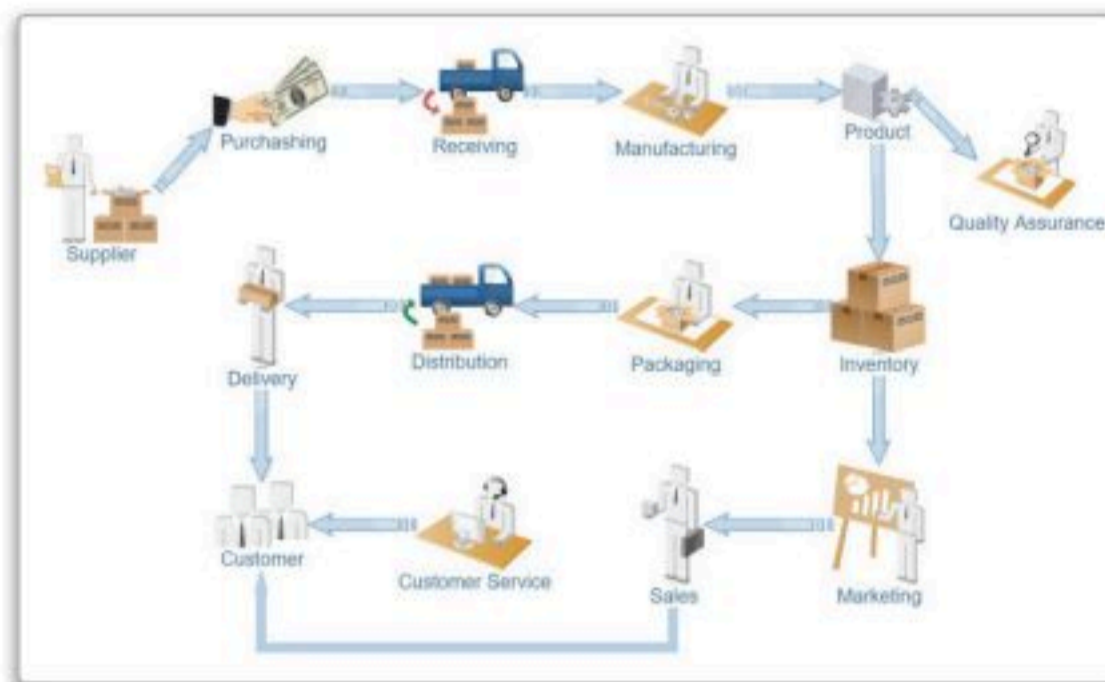 Purchashing
Receiving
Manufacturing
Product
Quality Assurance
Supplier
Delivery
Distribution
Packaging
Inventory
Customer
Customer Service
Sales
Marketing